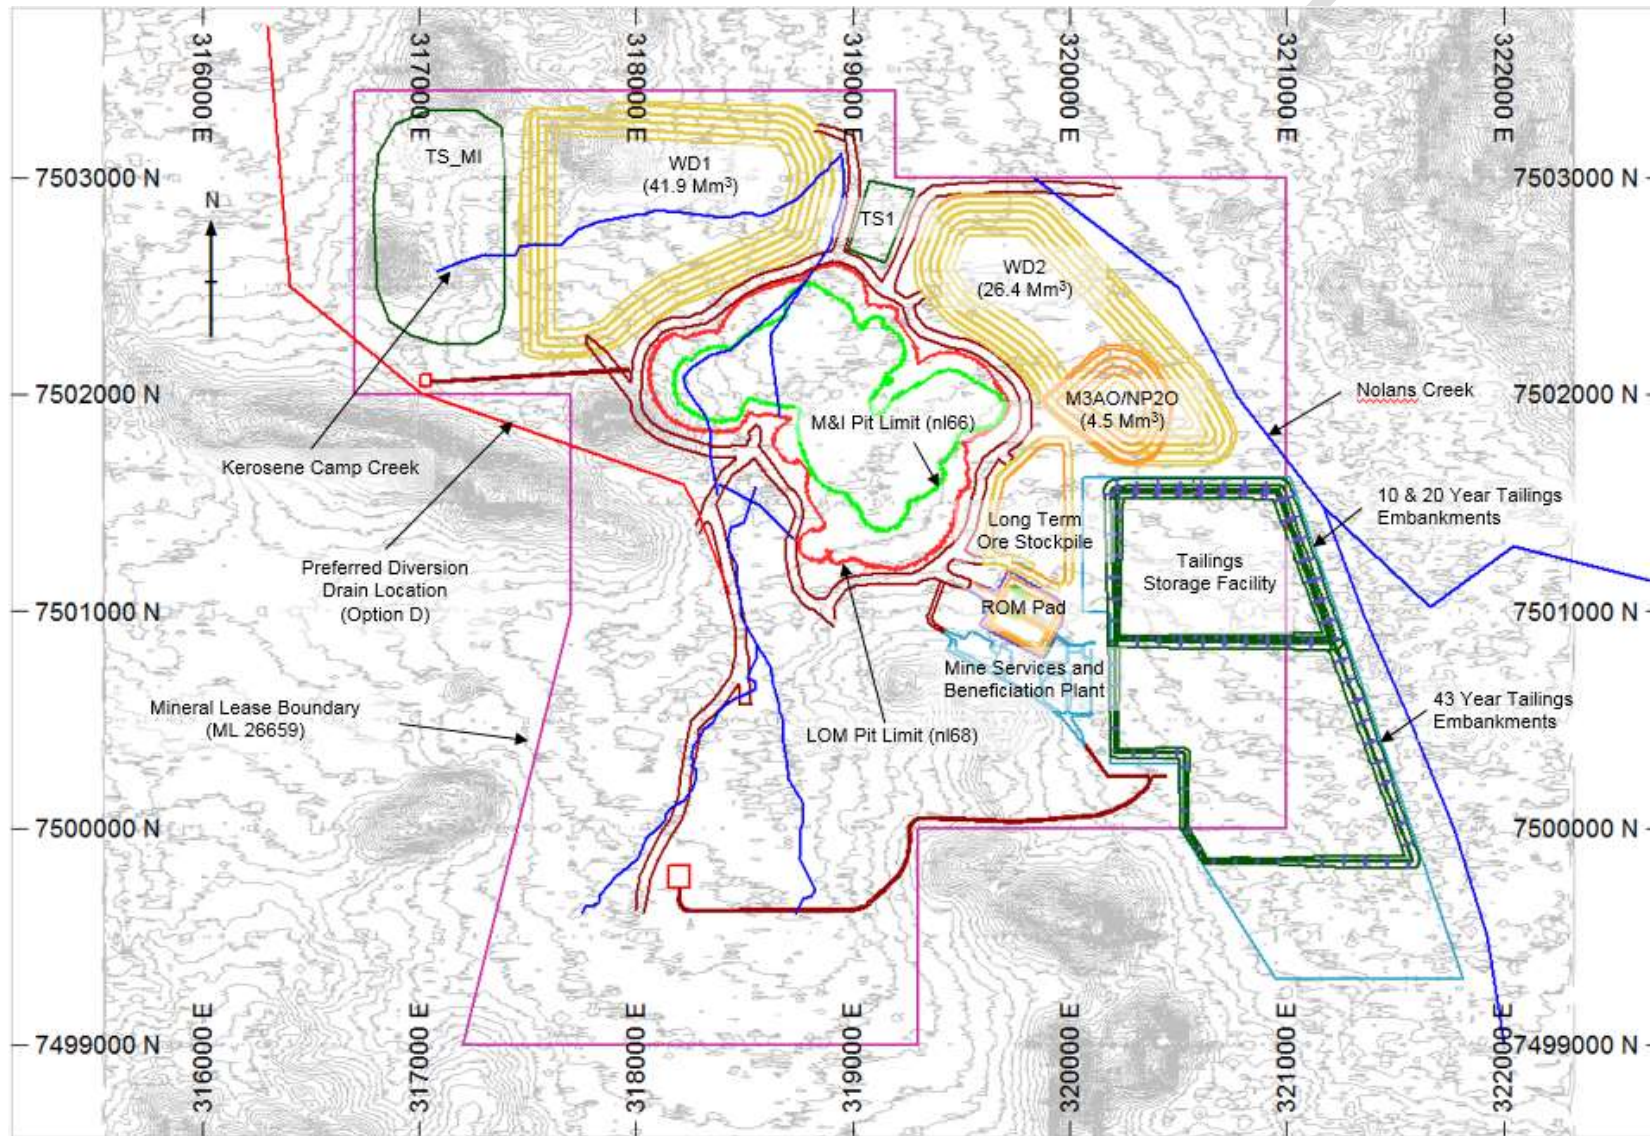 316000 E
317000 E
318000 E
319000 E
320000 E
321000 E
322000 E
7503000 N
7503000 N
N
TS_MI
WD1
(41.9 Mm³)
TS1
WD2
(26.4 Mm³)
7502000 N
7502000 N
M3AO/NP2O
(4.5 Mm³)
Nolans Creek
M&I Pit Limit (nl66)
Kerosene Camp Creek
10 & 20 Year Tailings
Embankments
Long Term
Ore Stockpile
Tailings
Storage Facility
Preferred Diversion
Drain Location
(Option D)
7501000 N
7501000 N
ROM Pad
Mine Services and
Beneficiation Plant
Mineral Lease Boundary
(ML 26659)
LOM Pit Limit (nl68)
43 Year Tailings
Embankments
7500000 N
7500000 N
7499000 N
7499000 N
316000 E
317000 E
318000 E
319000 E
320000 E
321000 E
322000 E